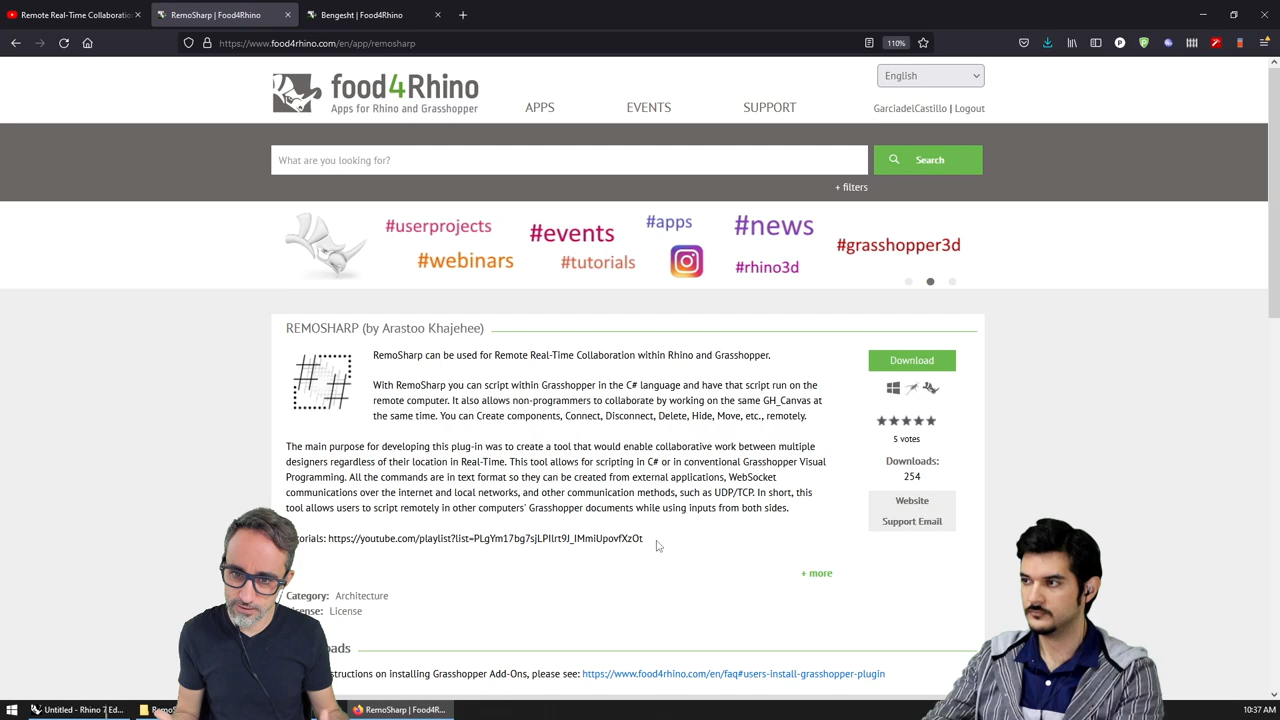 Remote Real-Time Collaboratio
RemoSharp | Food4Rhino
Bengesht | Food4Rhino
https://www.food4rhino.com/en/app/remosharp
110%
food4Rhino
Apps for Rhino and Grasshopper
APPS
EVENTS
SUPPORT
English
GarciadelCastillo | Logout
What are you looking for?
Search
+ filters
#userprojects
#events
#apps
#news
#grasshopper3d
#webinars
#tutorials
#rhino3d
REMOSHARP (by Arastoo Khajehee)
RemoSharp can be used for Remote Real-Time Collaboration within Rhino and Grasshopper.
With RemoSharp you can script within Grasshopper in the C# language and have that script run on the
remote computer. It also allows non-programmers to collaborate by working on the same GH_Canvas at
the same time. You can Create components, Connect, Disconnect, Delete, Hide, Move, etc., remotely.
The main purpose for developing this plug-in was to create a tool that would enable collaborative work between multiple
designers regardless of their location in Real-Time. This tool allows for scripting in C# or in conventional Grasshopper Visual
Programming. All the commands are in text format so they can be created from external applications, WebSocket
communications over the internet and local networks, and other communication methods, such as UDP/TCP. In short, this
tool allows users to script remotely in other computers' Grasshopper documents while using inputs from both sides.
orials: https://youtube.com/playlist?list=PLgYm17bg7sjLPIlrt9J_IMmiUpovfXzOt
+ more
Category: Architecture
License: License
Download
5 votes
Downloads:
254
Website
Support Email
ads
structions on installing Grasshopper Add-Ons, please see: https://www.food4rhino.com/en/faq#users-install-grasshopper-plugin
Untitled - Rhino 7 Ed...
RemoS
RemoSharp | Food4R...
10:37 AM